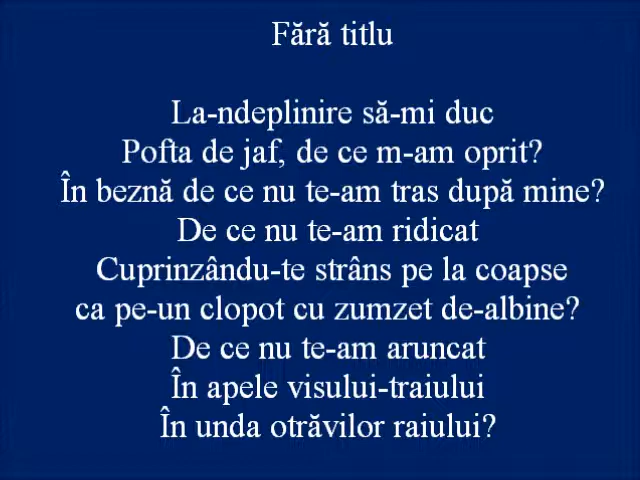 Fără titlu
La-ndeplinire să-mi duc
Pofta de jaf, de ce m-am oprit?
În beznă de ce nu te-am tras după mine?
De ce nu te-am ridicat
Cuprinzându-te strâns pe la coapse
ca pe-un clopot cu zumzet de-albine?
De ce nu te-am aruncat
În apele visului-traiului
În unda otrăvilor raiului?